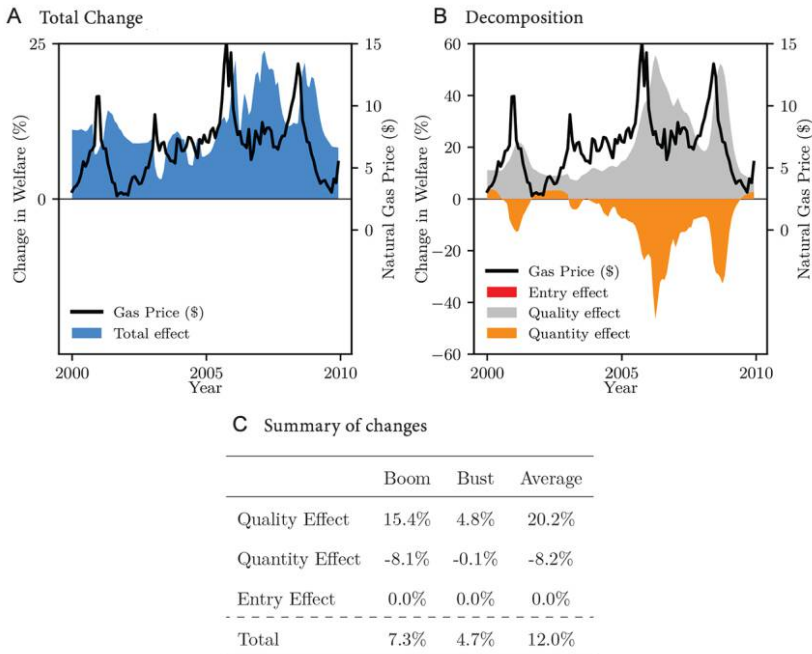 A Total Change
25
0
Change in Welfare (%)
15
10
5
0
Natural Gas Price ($)
Gas Price ($)
Total effect
2000
2005
2010
Year
B Decomposition
60
40
20
0
−20
−40
−60
Change in Welfare (%)
15
10
5
0
Natural Gas Price ($)
Gas Price ($)
Entry effect
Quality effect
Quantity effect
2000
2005
2010
Year
C Summary of changes
Boom Bust Average
Quality Effect 15.4% 4.8% 20.2%
Quantity Effect -8.1% -0.1% -8.2%
Entry Effect 0.0% 0.0% 0.0%
Total 7.3% 4.7% 12.0%